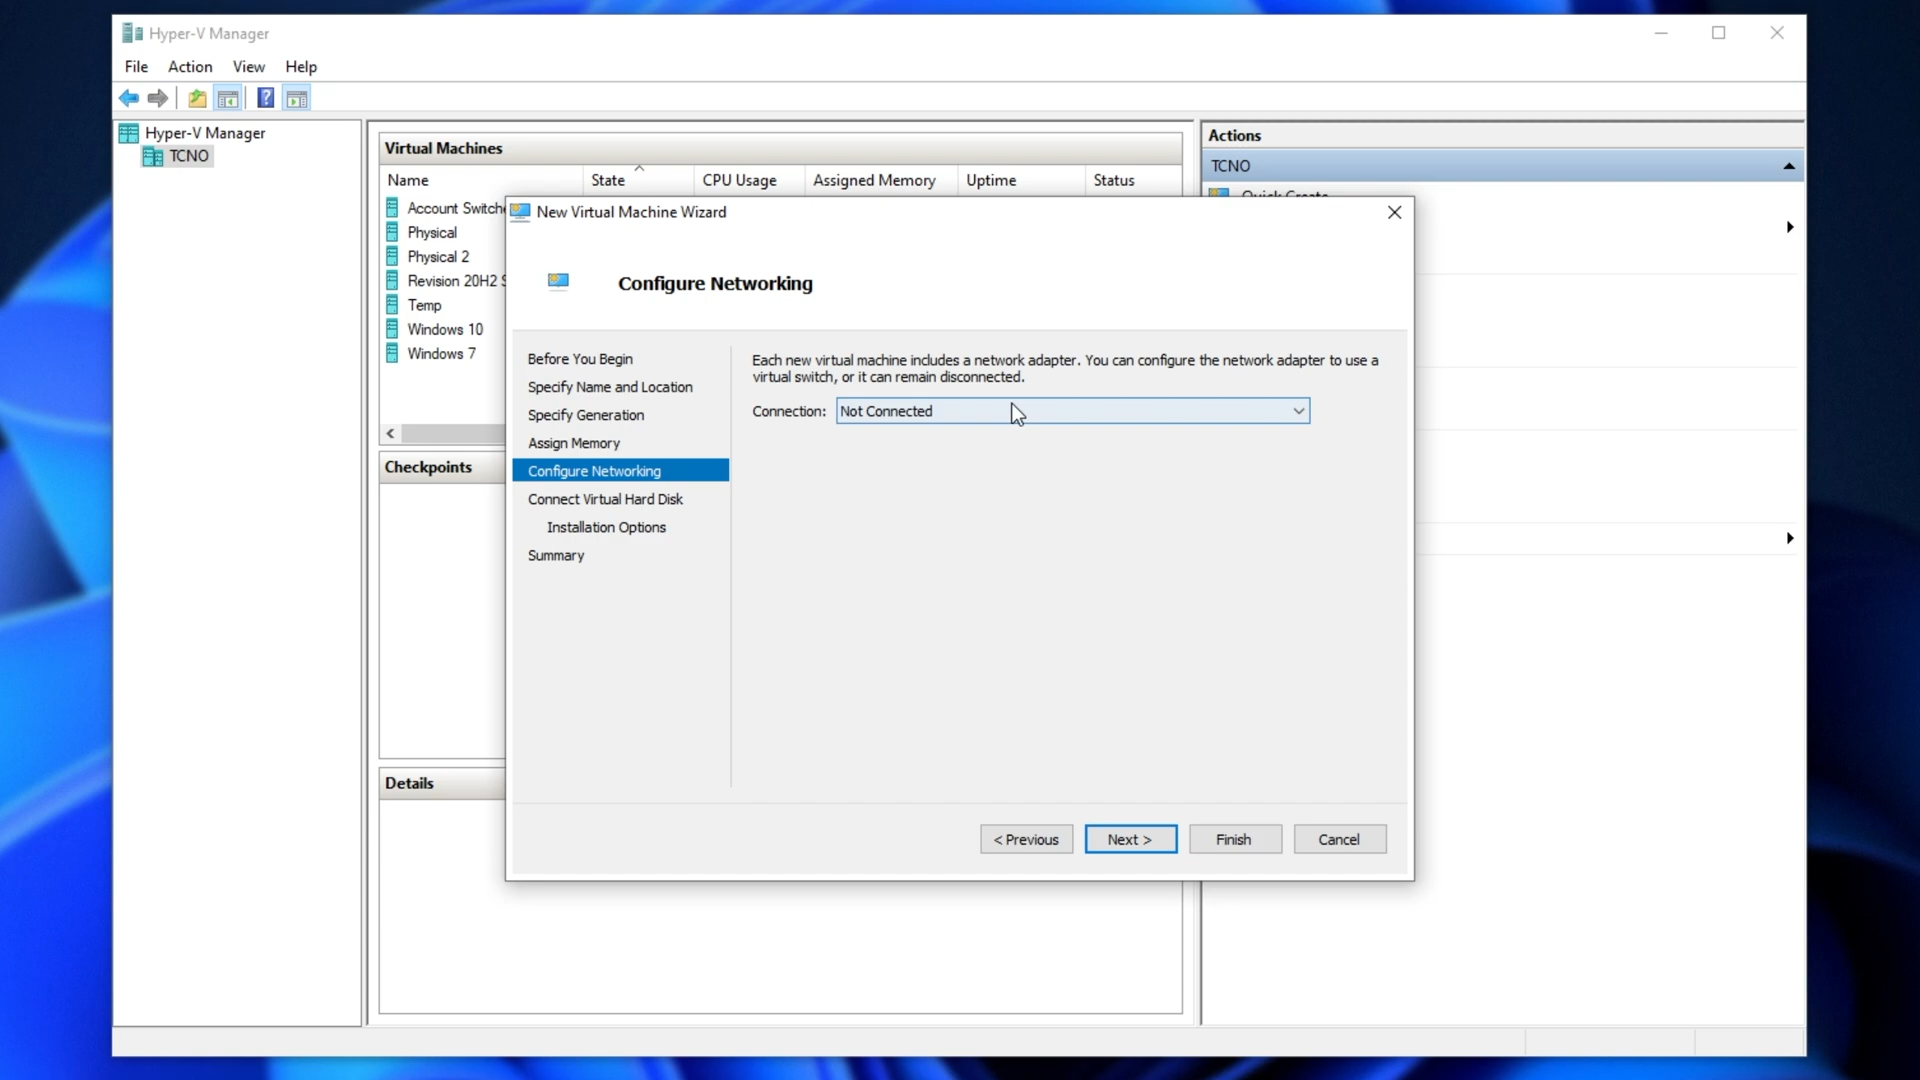 Hyper-V Manager
File Action View Help
Hyper-V Manager
TCNO
Virtual Machines
Name State CPU Usage Assigned Memory Uptime Status
Account Switche
Physical
Physical 2
Revision 20H2 S
Temp
Windows 10
Windows 7
Checkpoints
Details
Actions
TCNO
Quick Create
New Virtual Machine Wizard
Configure Networking
Before You Begin
Specify Name and Location
Specify Generation
Assign Memory
Configure Networking
Connect Virtual Hard Disk
Installation Options
Summary
Each new virtual machine includes a network adapter. You can configure the network adapter to use a
virtual switch, or it can remain disconnected.
Connection: Not Connected
< Previous Next > Finish Cancel